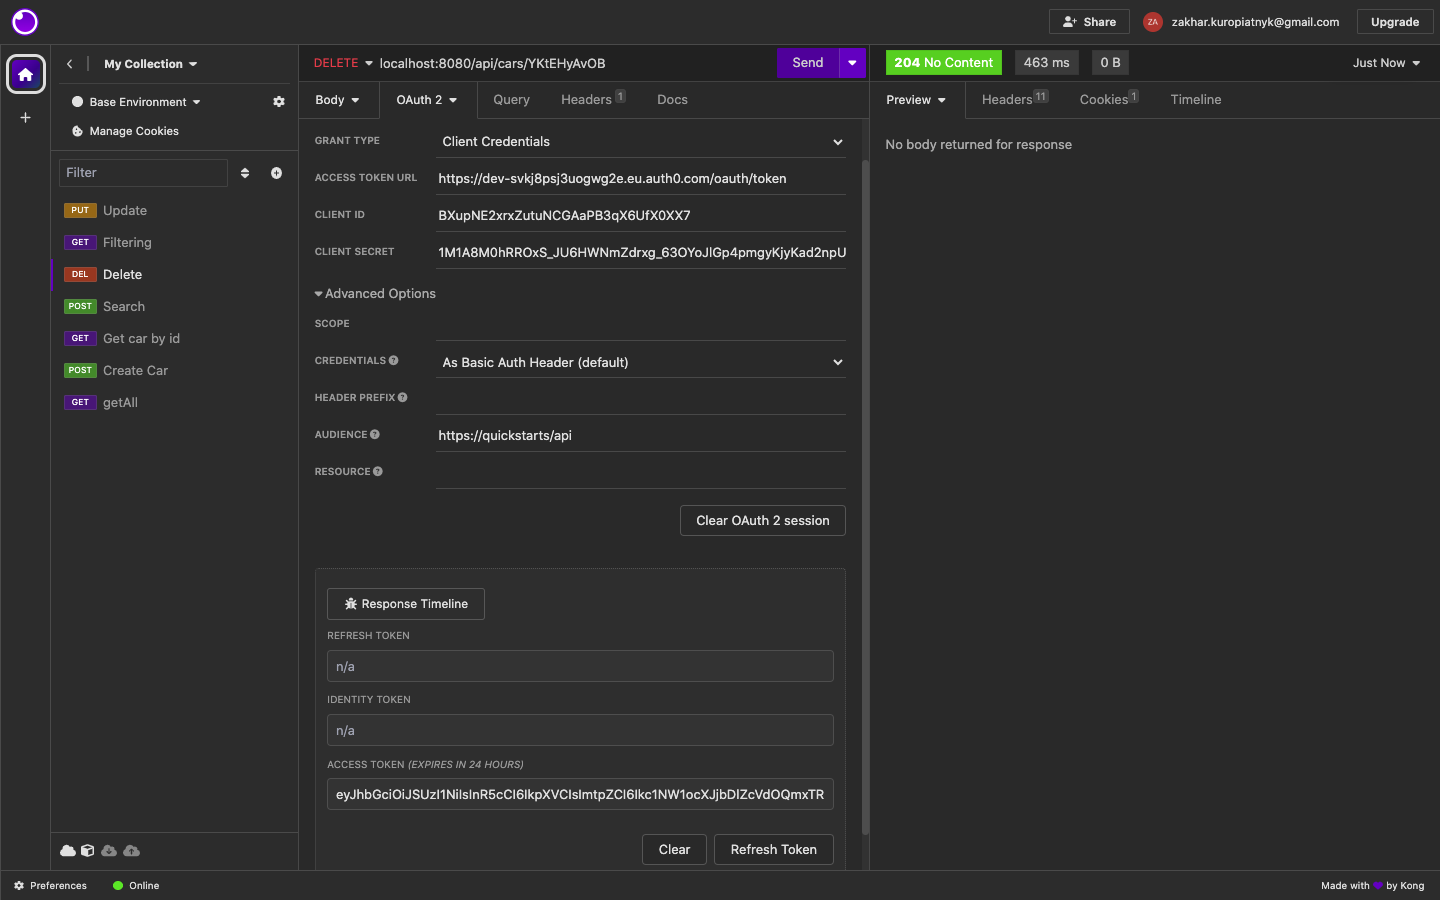 Share
ZA
zakhar.kuropiatnyk@gmail.com
Upgrade
My Collection
Base Environment
Manage Cookies
Filter
PUT Update
GET Filtering
DEL Delete
POST Search
GET Get car by id
POST Create Car
GET getAll
DELETE localhost:8080/api/cars/YKtEHyAvOB
Send
Body
OAuth 2
Query
Headers 1
Docs
GRANT TYPE Client Credentials
ACCESS TOKEN URL https://dev-svkj8psj3uogwg2e.eu.auth0.com/oauth/token
CLIENT ID BXupNE2xrxZutuNCGAaPB3qX6UfX0XX7
CLIENT SECRET 1M1A8M0hRROxS_JU6HWNmZdrxg_63OYoJlGp4pmgyKjyKad2npU
Advanced Options
SCOPE
CREDENTIALS As Basic Auth Header (default)
HEADER PREFIX
AUDIENCE https://quickstarts/api
RESOURCE
Clear OAuth 2 session
Response Timeline
REFRESH TOKEN
n/a
IDENTITY TOKEN
n/a
ACCESS TOKEN (EXPIRES IN 24 HOURS)
eyJhbGciOiJSUzI1NiIsInR5cCI6IkpXVCIsImtpZCI6Ikc1NW1ocXJjbDlZcVdOQmxTR
Clear
Refresh Token
204 No Content
463 ms
0 B
Just Now
Preview
Headers 11
Cookies 1
Timeline
No body returned for response
Preferences
Online
Made with by Kong